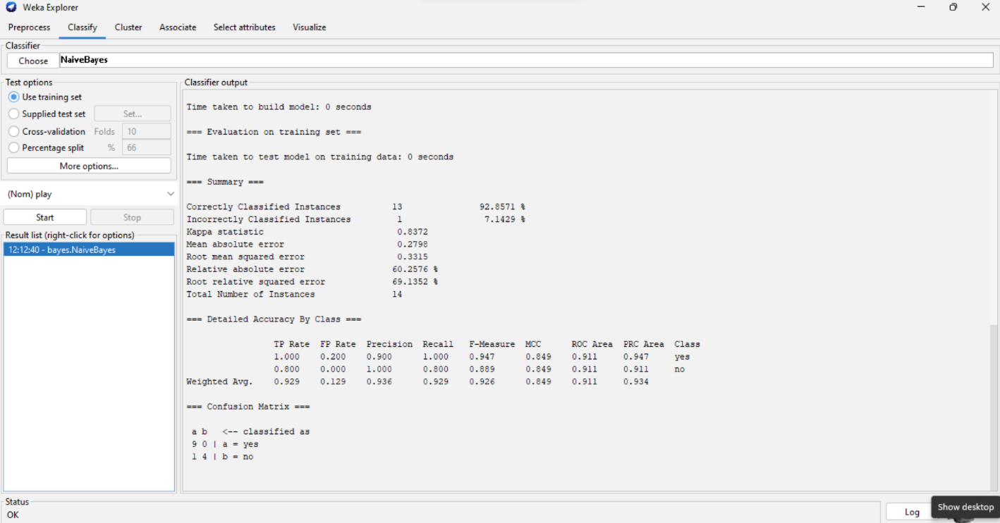 Weka Explorer
Preprocess Classify Cluster Associate Select attributes Visualize
Classifier
Choose NaiveBayes
Test options
Use training set
Supplied test set Set...
Cross-validation Folds 10
Percentage split % 66
More options...
(Nom) play
Start Stop
Result list (right-click for options)
12:12:40 - bayes.NaiveBayes
Classifier output
Time taken to build model: 0 seconds
=== Evaluation on training set ===
Time taken to test model on training data: 0 seconds
=== Summary ===
Correctly Classified Instances 13 92.8571 %
Incorrectly Classified Instances 1 7.1429 %
Kappa statistic 0.8372
Mean absolute error 0.2798
Root mean squared error 0.3315
Relative absolute error 60.2576 %
Root relative squared error 69.1352 %
Total Number of Instances 14
=== Detailed Accuracy By Class ===
TP Rate FP Rate Precision Recall F-Measure MCC ROC Area PRC Area Class
1.000 0.200 0.900 1.000 0.947 0.849 0.911 0.947 yes
0.800 0.000 1.000 0.800 0.889 0.849 0.911 0.911 no
Weighted Avg. 0.929 0.129 0.936 0.929 0.926 0.849 0.911 0.934
=== Confusion Matrix ===
a b <-- classified as
9 0 | a = yes
1 4 | b = no
Status
OK
Log
Show desktop